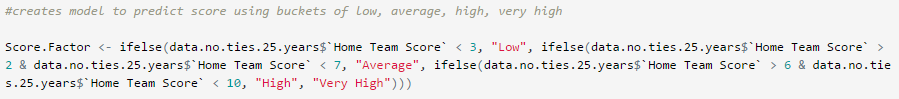 #creates model to predict score using buckets of low, average, high, very high
Score.Factor <- ifelse(data.no.ties.25.years$`Home Team Score` < 3, "Low", ifelse(data.no.ties.25.years$`Home Team Score` >
2 & data.no.ties.25.years$`Home Team Score` < 7, "Average", ifelse(data.no.ties.25.years$`Home Team Score` > 6 & data.no.tie
s.25.years$`Home Team Score` < 10, "High", "Very High")))